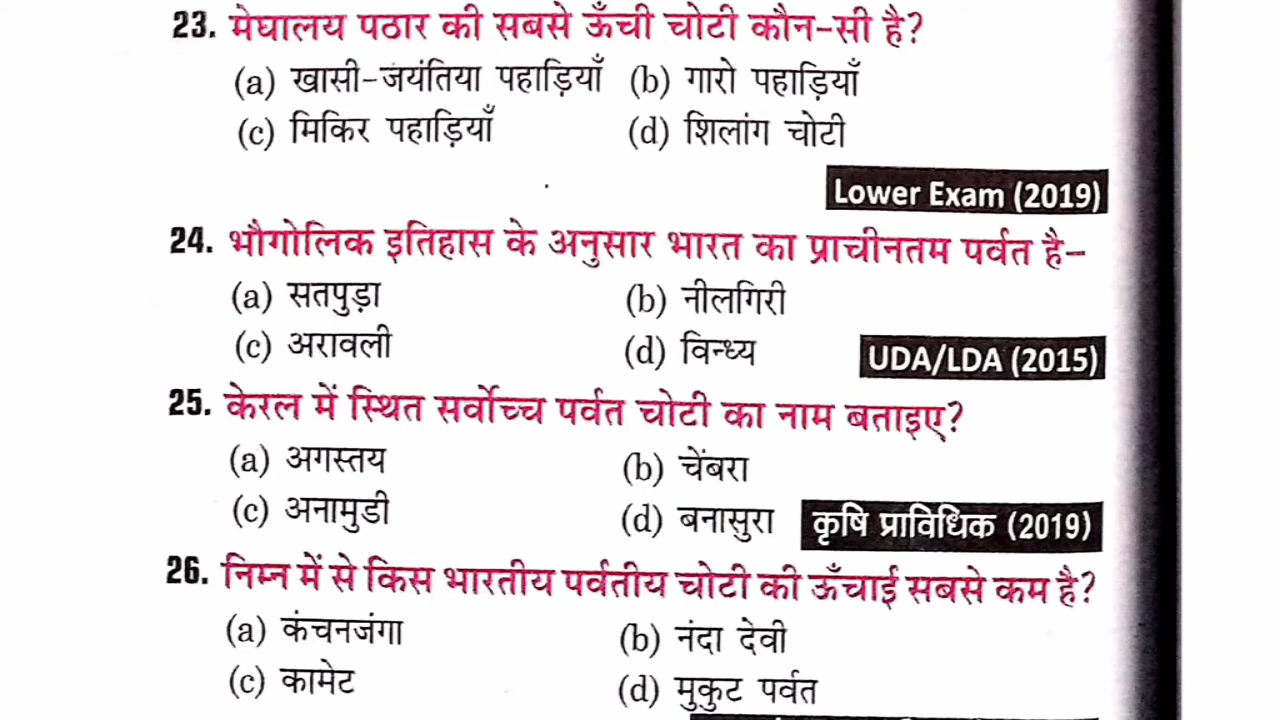 23. मेघालय पठार की सबसे ऊँची चोटी कौन-सी है?
(a) खासी-जयंतिया पहाड़ियाँ (b) गारो पहाड़ियाँ
(c) मिकिर पहाड़ियाँ (d) शिलांग चोटी
Lower Exam (2019)
24. भौगोलिक इतिहास के अनुसार भारत का प्राचीनतम पर्वत है-
(a) सतपुड़ा (b) नीलगिरी
(c) अरावली (d) विन्ध्य UDA/LDA (2015)
25. केरल में स्थित सर्वोच्च पर्वत चोटी का नाम बताइए?
(a) अगस्तय (b) चेंबरा
(c) अनामुडी (d) बनासुरा कृषि प्राविधिक (2019)
26. निम्न में से किस भारतीय पर्वतीय चोटी की ऊँचाई सबसे कम है?
(a) कंचनजंगा (b) नंदा देवी
(c) कामेट (d) मुकुट पर्वत